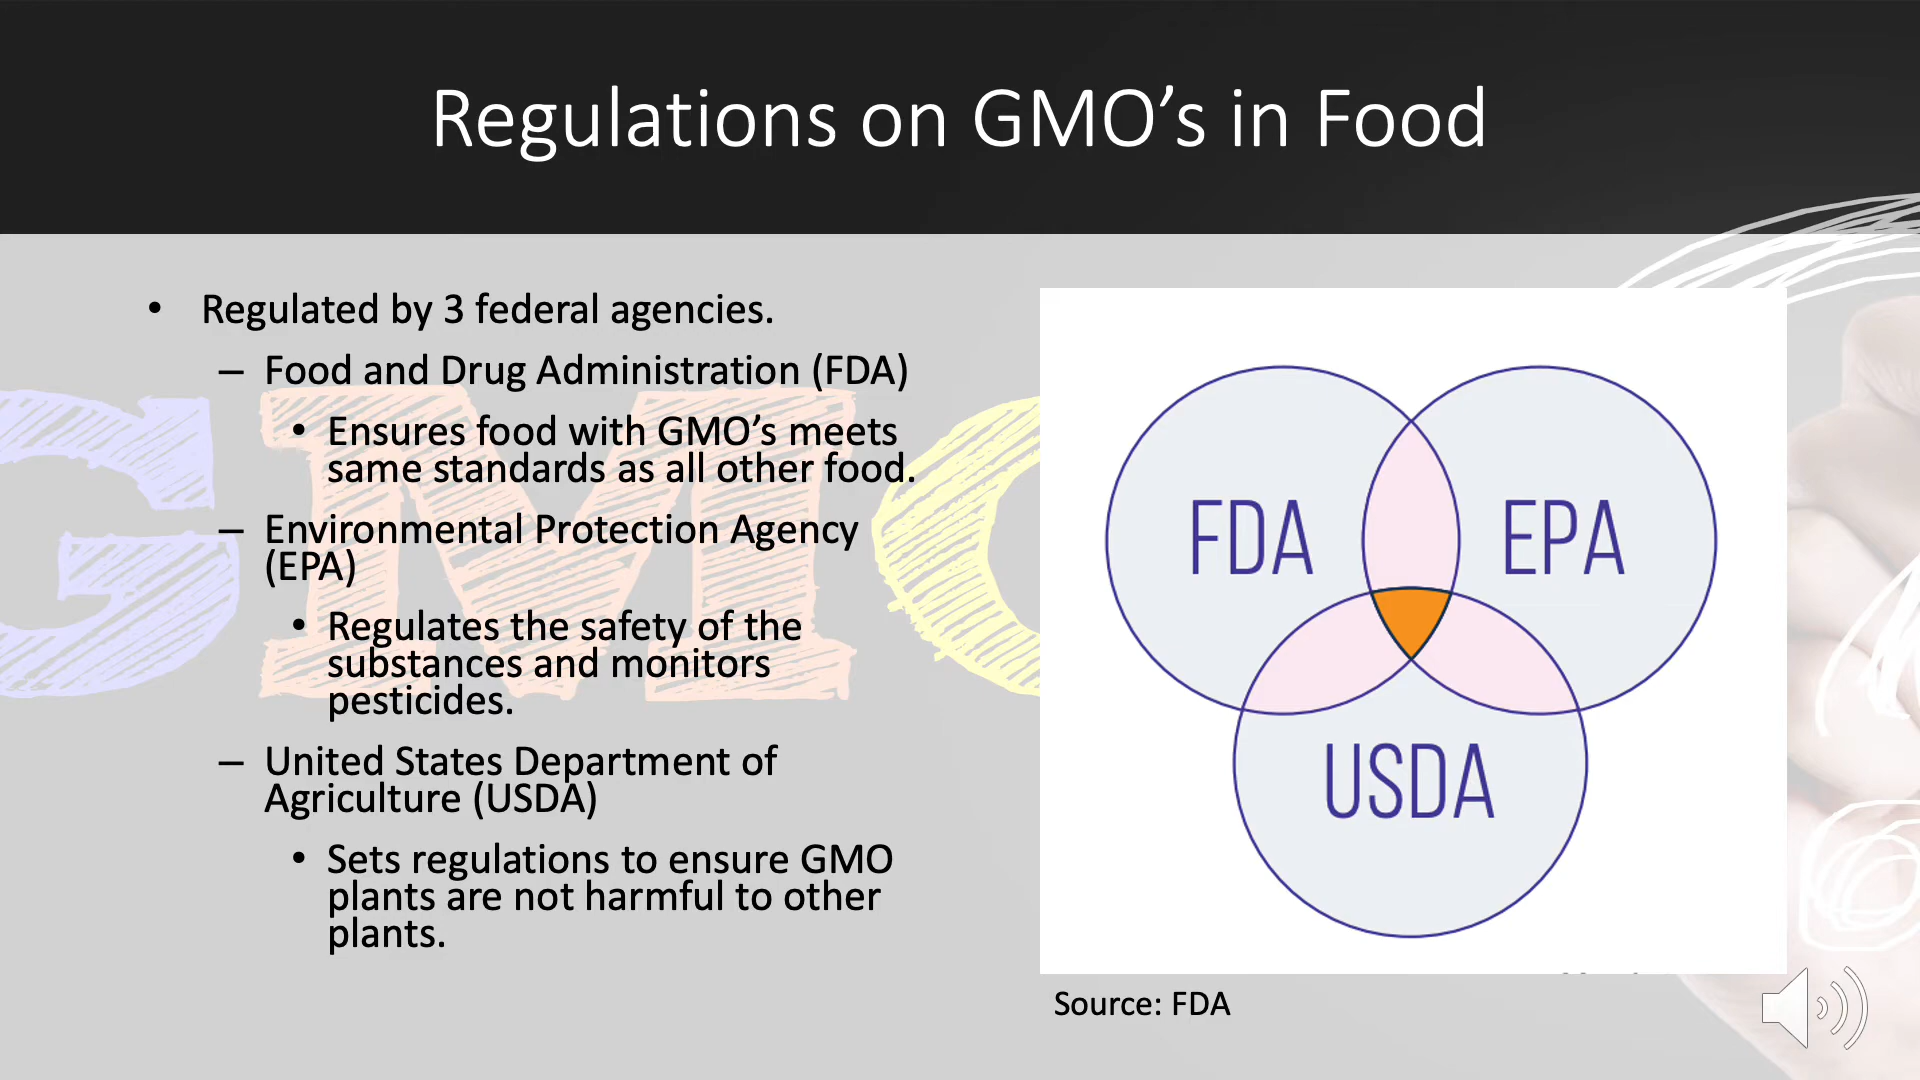 Regulations on GMO’s in Food
• Regulated by 3 federal agencies.
– Food and Drug Administration (FDA)
• Ensures food with GMO’s meets
same standards as all other food.
– Environmental Protection Agency
(EPA)
• Regulates the safety of the
substances and monitors
pesticides.
– United States Department of
Agriculture (USDA)
• Sets regulations to ensure GMO
plants are not harmful to other
plants.
FDA
EPA
USDA
Source: FDA
GMO